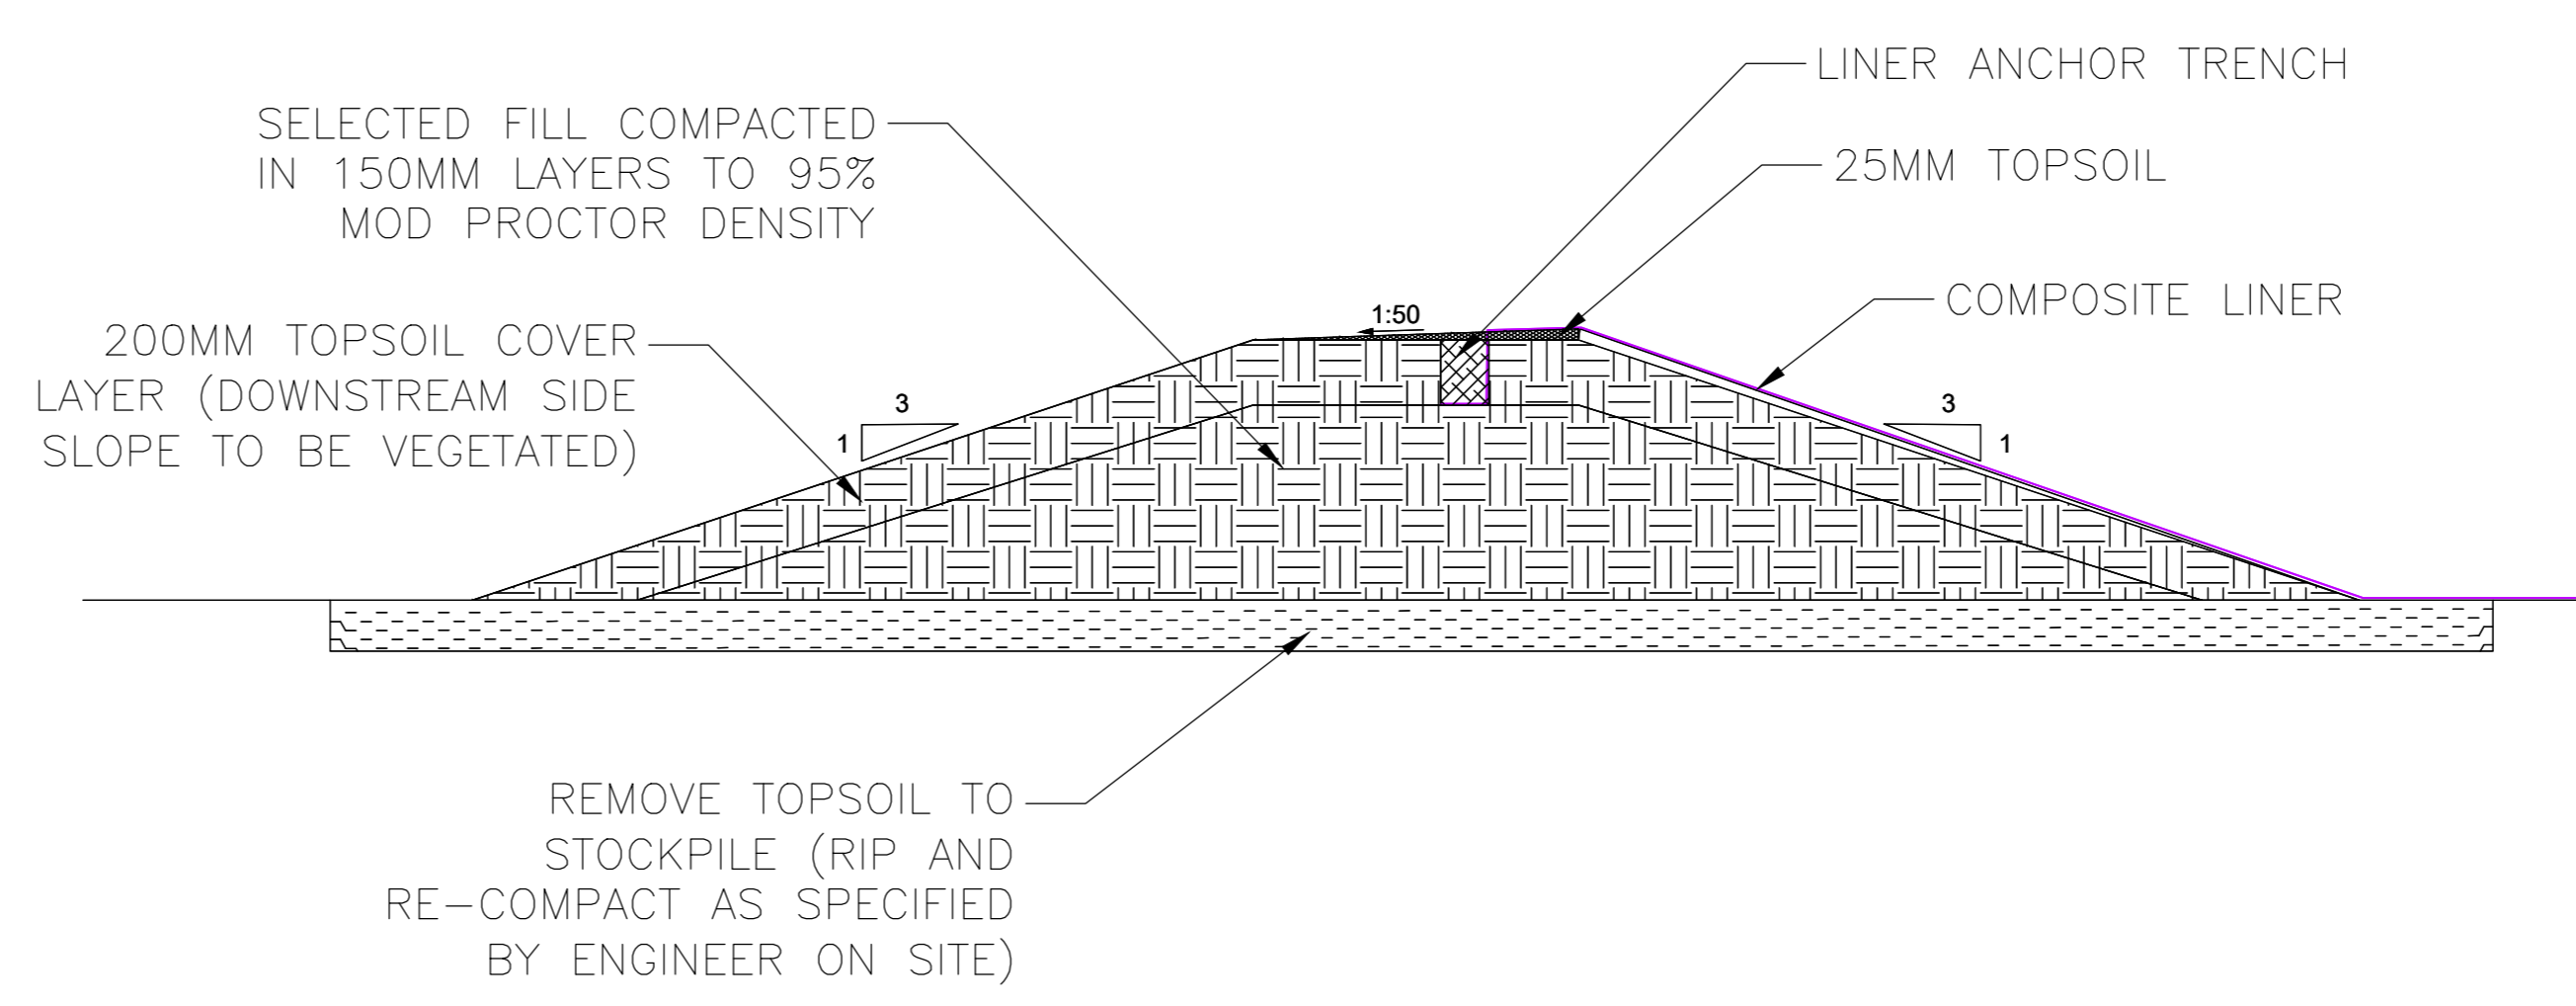 LINER ANCHOR TRENCH
SELECTED FILL COMPACTED
IN 150MM LAYERS TO 95%
MOD PROCTOR DENSITY
25MM TOPSOIL
COMPOSITE LINER
1:50
200MM TOPSOIL COVER
LAYER (DOWNSTREAM SIDE
SLOPE TO BE VEGETATED)
3
1
3
1
REMOVE TOPSOIL TO
STOCKPILE (RIP AND
RE-COMPACT AS SPECIFIED
BY ENGINEER ON SITE)